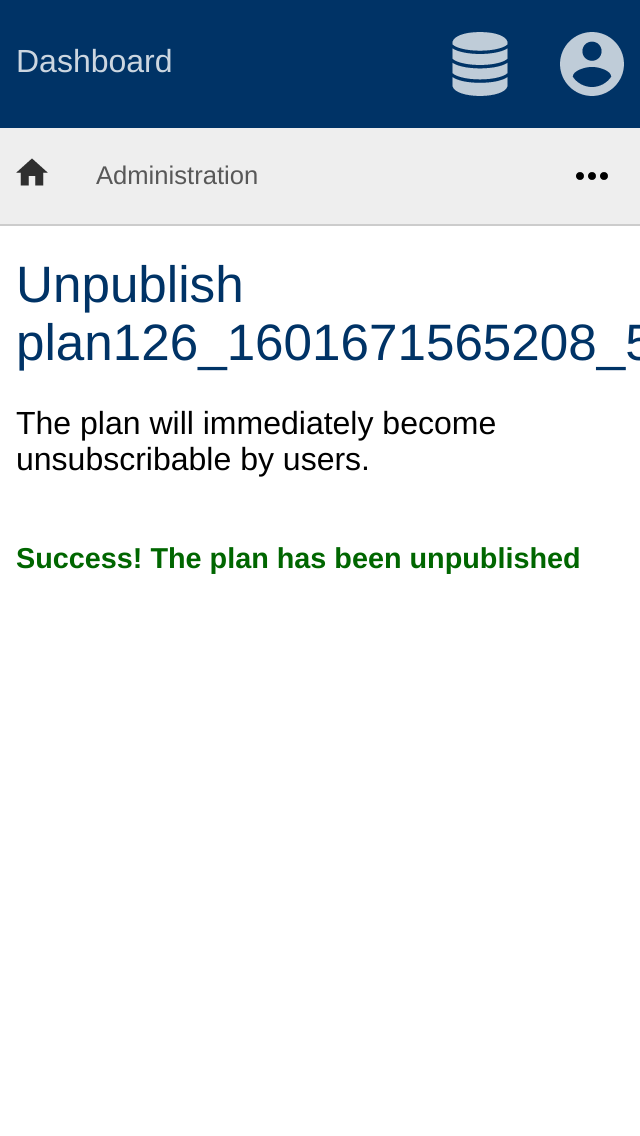 Dashboard
Administration
Unpublish
plan126_1601671565208_5
The plan will immediately become
unsubscribable by users.
Success! The plan has been unpublished